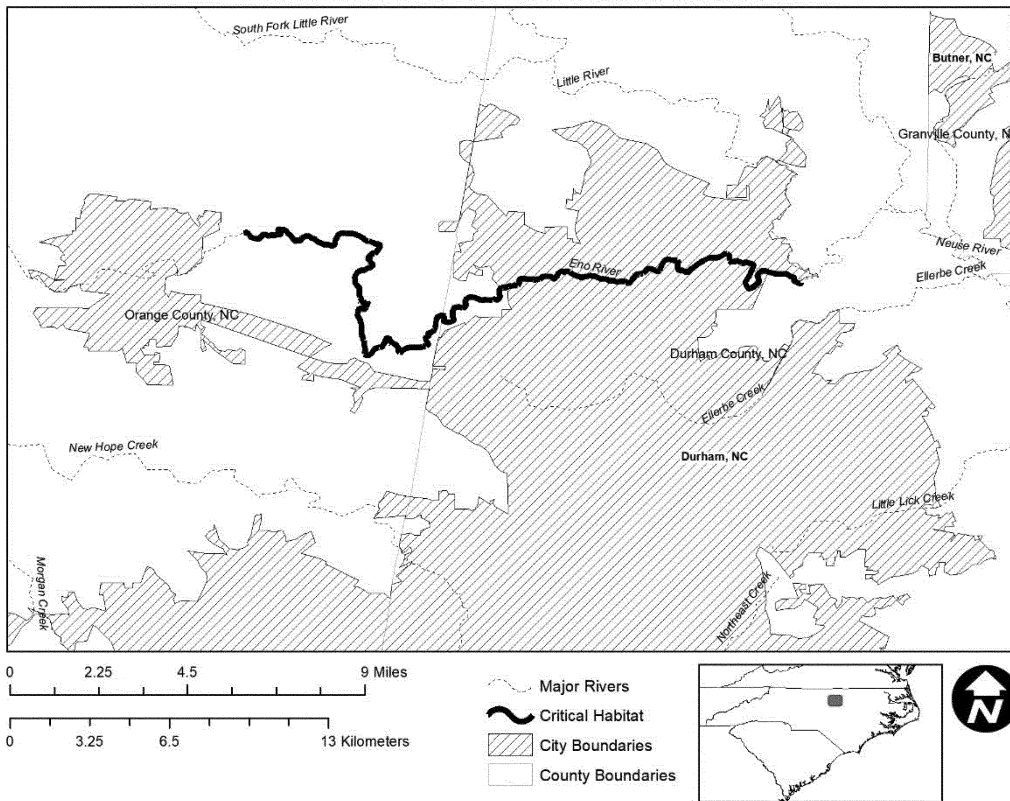 South Fork Little River
Little River
Butner, NC
Granville County, N
Neuse River
Eno River
Ellerbe Creek
Orange County, NC
Durham County, NC
Ellerbe Creek
New Hope Creek
Durham, NC
Little Lick Creek
Morgan Creek
Northeast Creek
0 2.25 4.5 9 Miles
0 3.25 6.5 13 Kilometers
Major Rivers
Critical Habitat
City Boundaries
County Boundaries
N